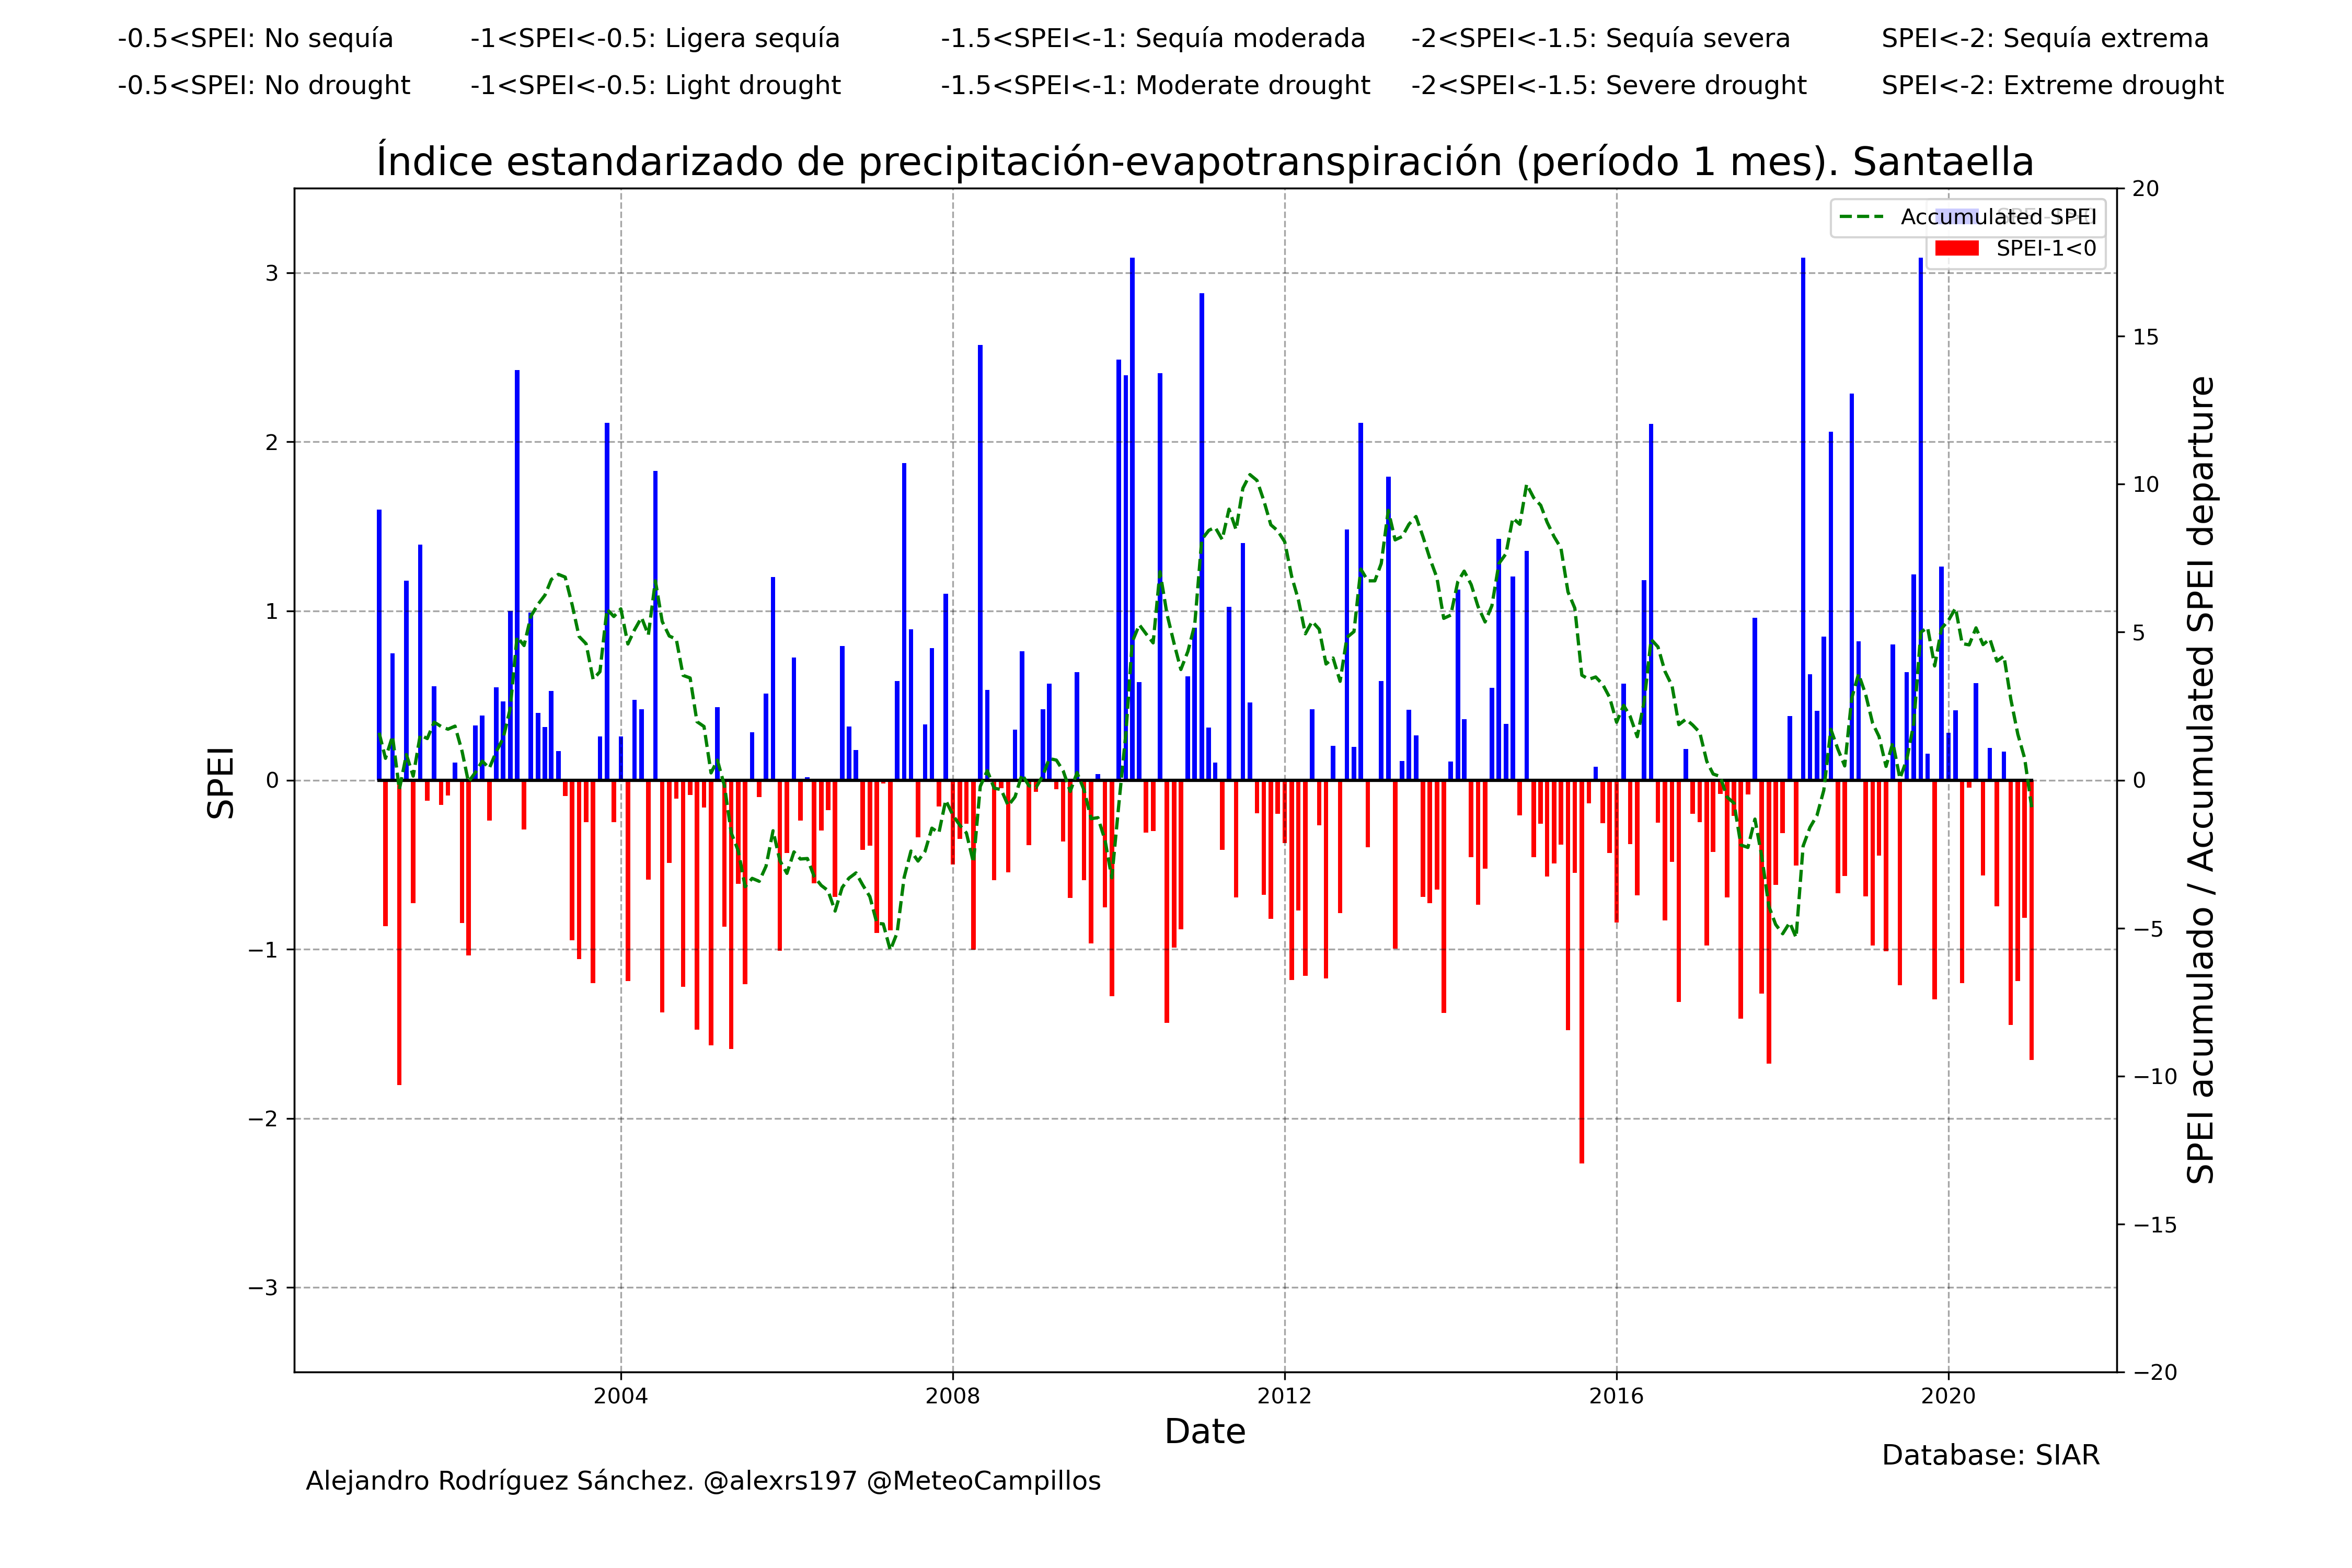 -0.5<SPEI: No sequía -1<SPEI<-0.5: Ligera sequía -1.5<SPEI<-1: Sequía moderada -2<SPEI<-1.5: Sequía severa SPEI<-2: Sequía extrema
-0.5<SPEI: No drought -1<SPEI<-0.5: Light drought -1.5<SPEI<-1: Moderate drought -2<SPEI<-1.5: Severe drought SPEI<-2: Extreme drought
Índice estandarizado de precipitación-evapotranspiración (período 1 mes). Santaella
Accumulated SPEI
SPEI-1<0
SPEI
3
2
1
0
−1
−2
−3
20
15
10
5
0
−5
−10
−15
−20
SPEI acumulado / Accumulated SPEI departure
2004 2008 2012 2016 2020
Date
Database: SIAR
Alejandro Rodríguez Sánchez. @alexrs197 @MeteoCampillos